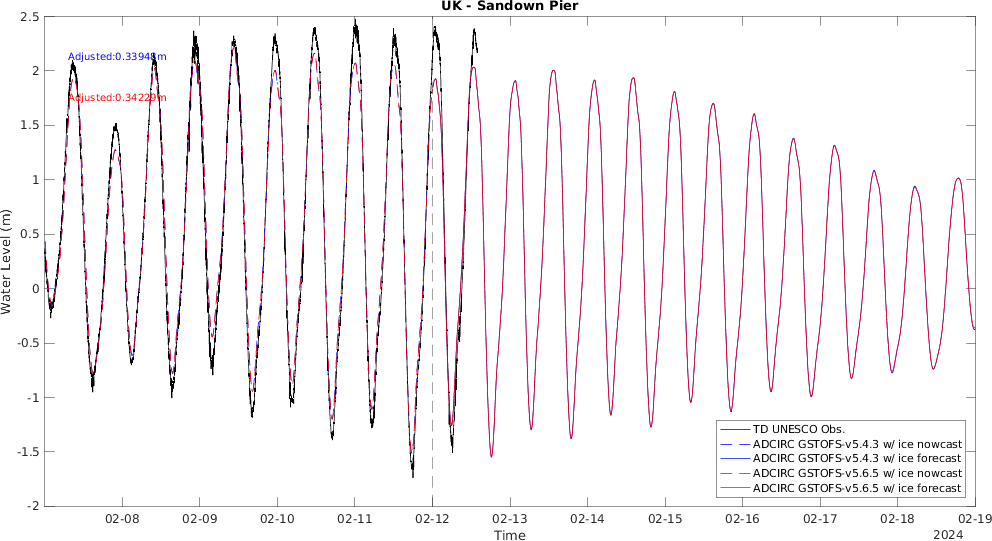 UK - Sandown Pier
2.5
2
1.5
1
0.5
0
-0.5
-1
-1.5
-2
Water Level (m)
Adjusted:0.33948m
Adjusted:0.34229m
TD UNESCO Obs.
ADCIRC GSTOFS-v5.4.3 w/ ice nowcast
ADCIRC GSTOFS-v5.4.3 w/ ice forecast
ADCIRC GSTOFS-v5.6.5 w/ ice nowcast
ADCIRC GSTOFS-v5.6.5 w/ ice forecast
02-08 02-09 02-10 02-11 02-12 02-13 02-14 02-15 02-16 02-17 02-18 02-19
Time
2024